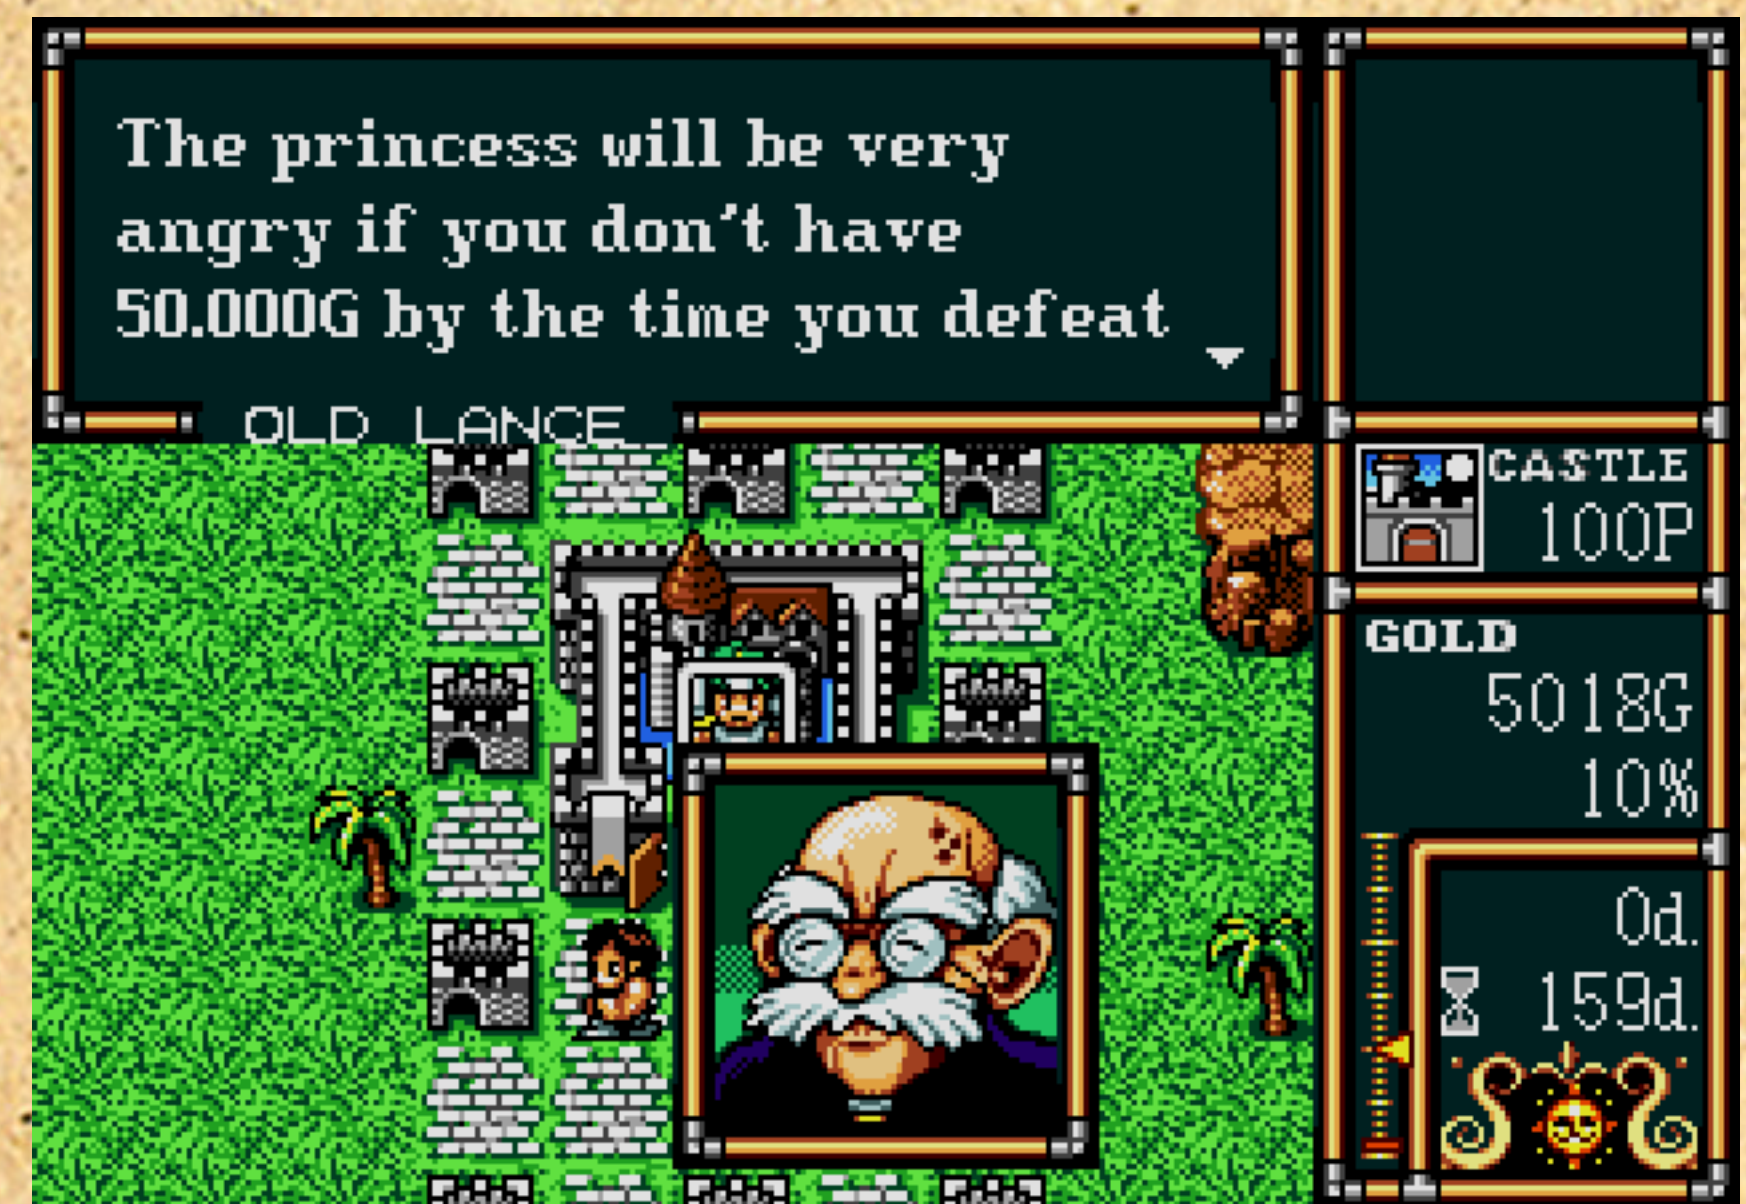 The princess will be very
angry if you don't have
50.000G by the time you defeat
OLD LANCE
CASTLE
100P
GOLD
5018G
10%
0d.
159d.